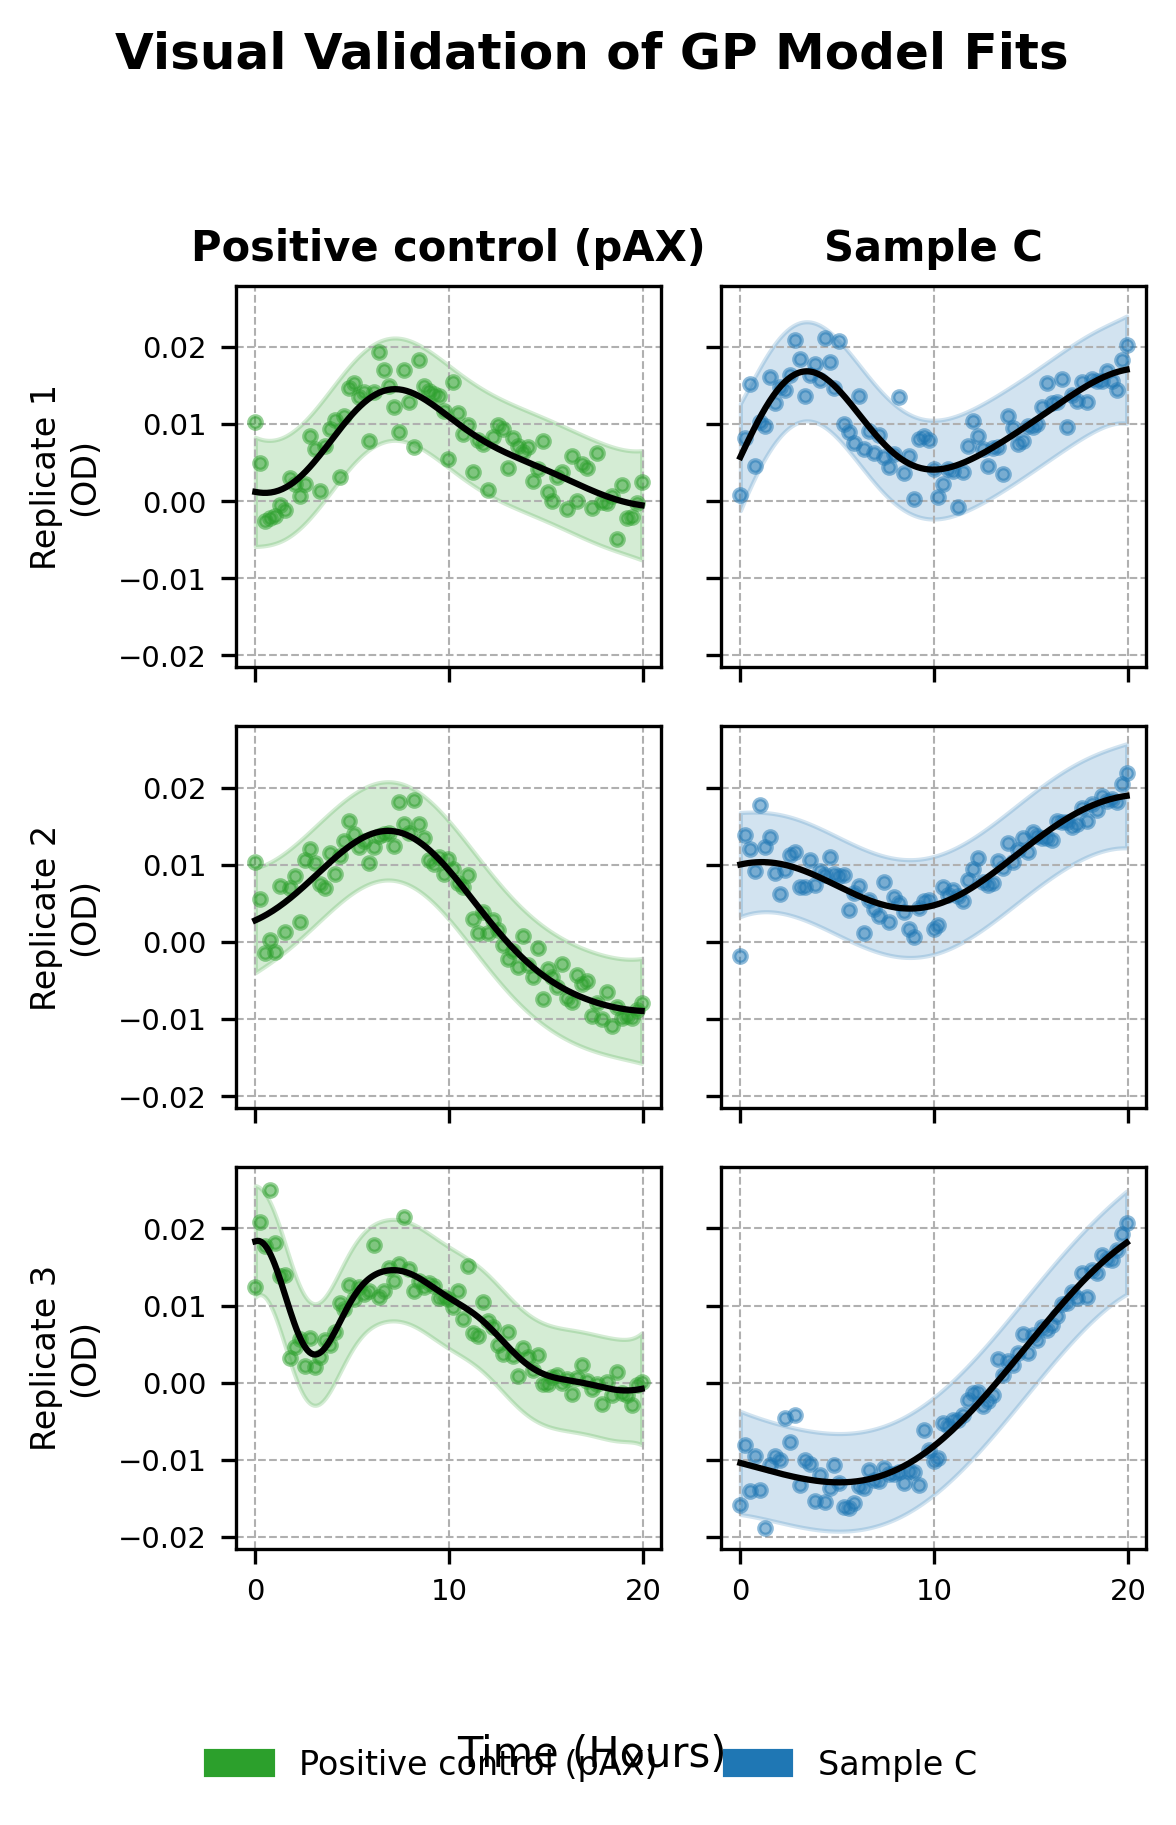 Visual Validation of GP Model Fits
Positive control (pAX)
Sample C
Replicate 1
(OD)
0.02
0.01
0.00
−0.01
−0.02
Replicate 2
(OD)
0.02
0.01
0.00
−0.01
−0.02
Replicate 3
(OD)
0.02
0.01
0.00
−0.01
−0.02
0 10 20
0 10 20
Time (Hours)
Positive control (pAX)
Sample C